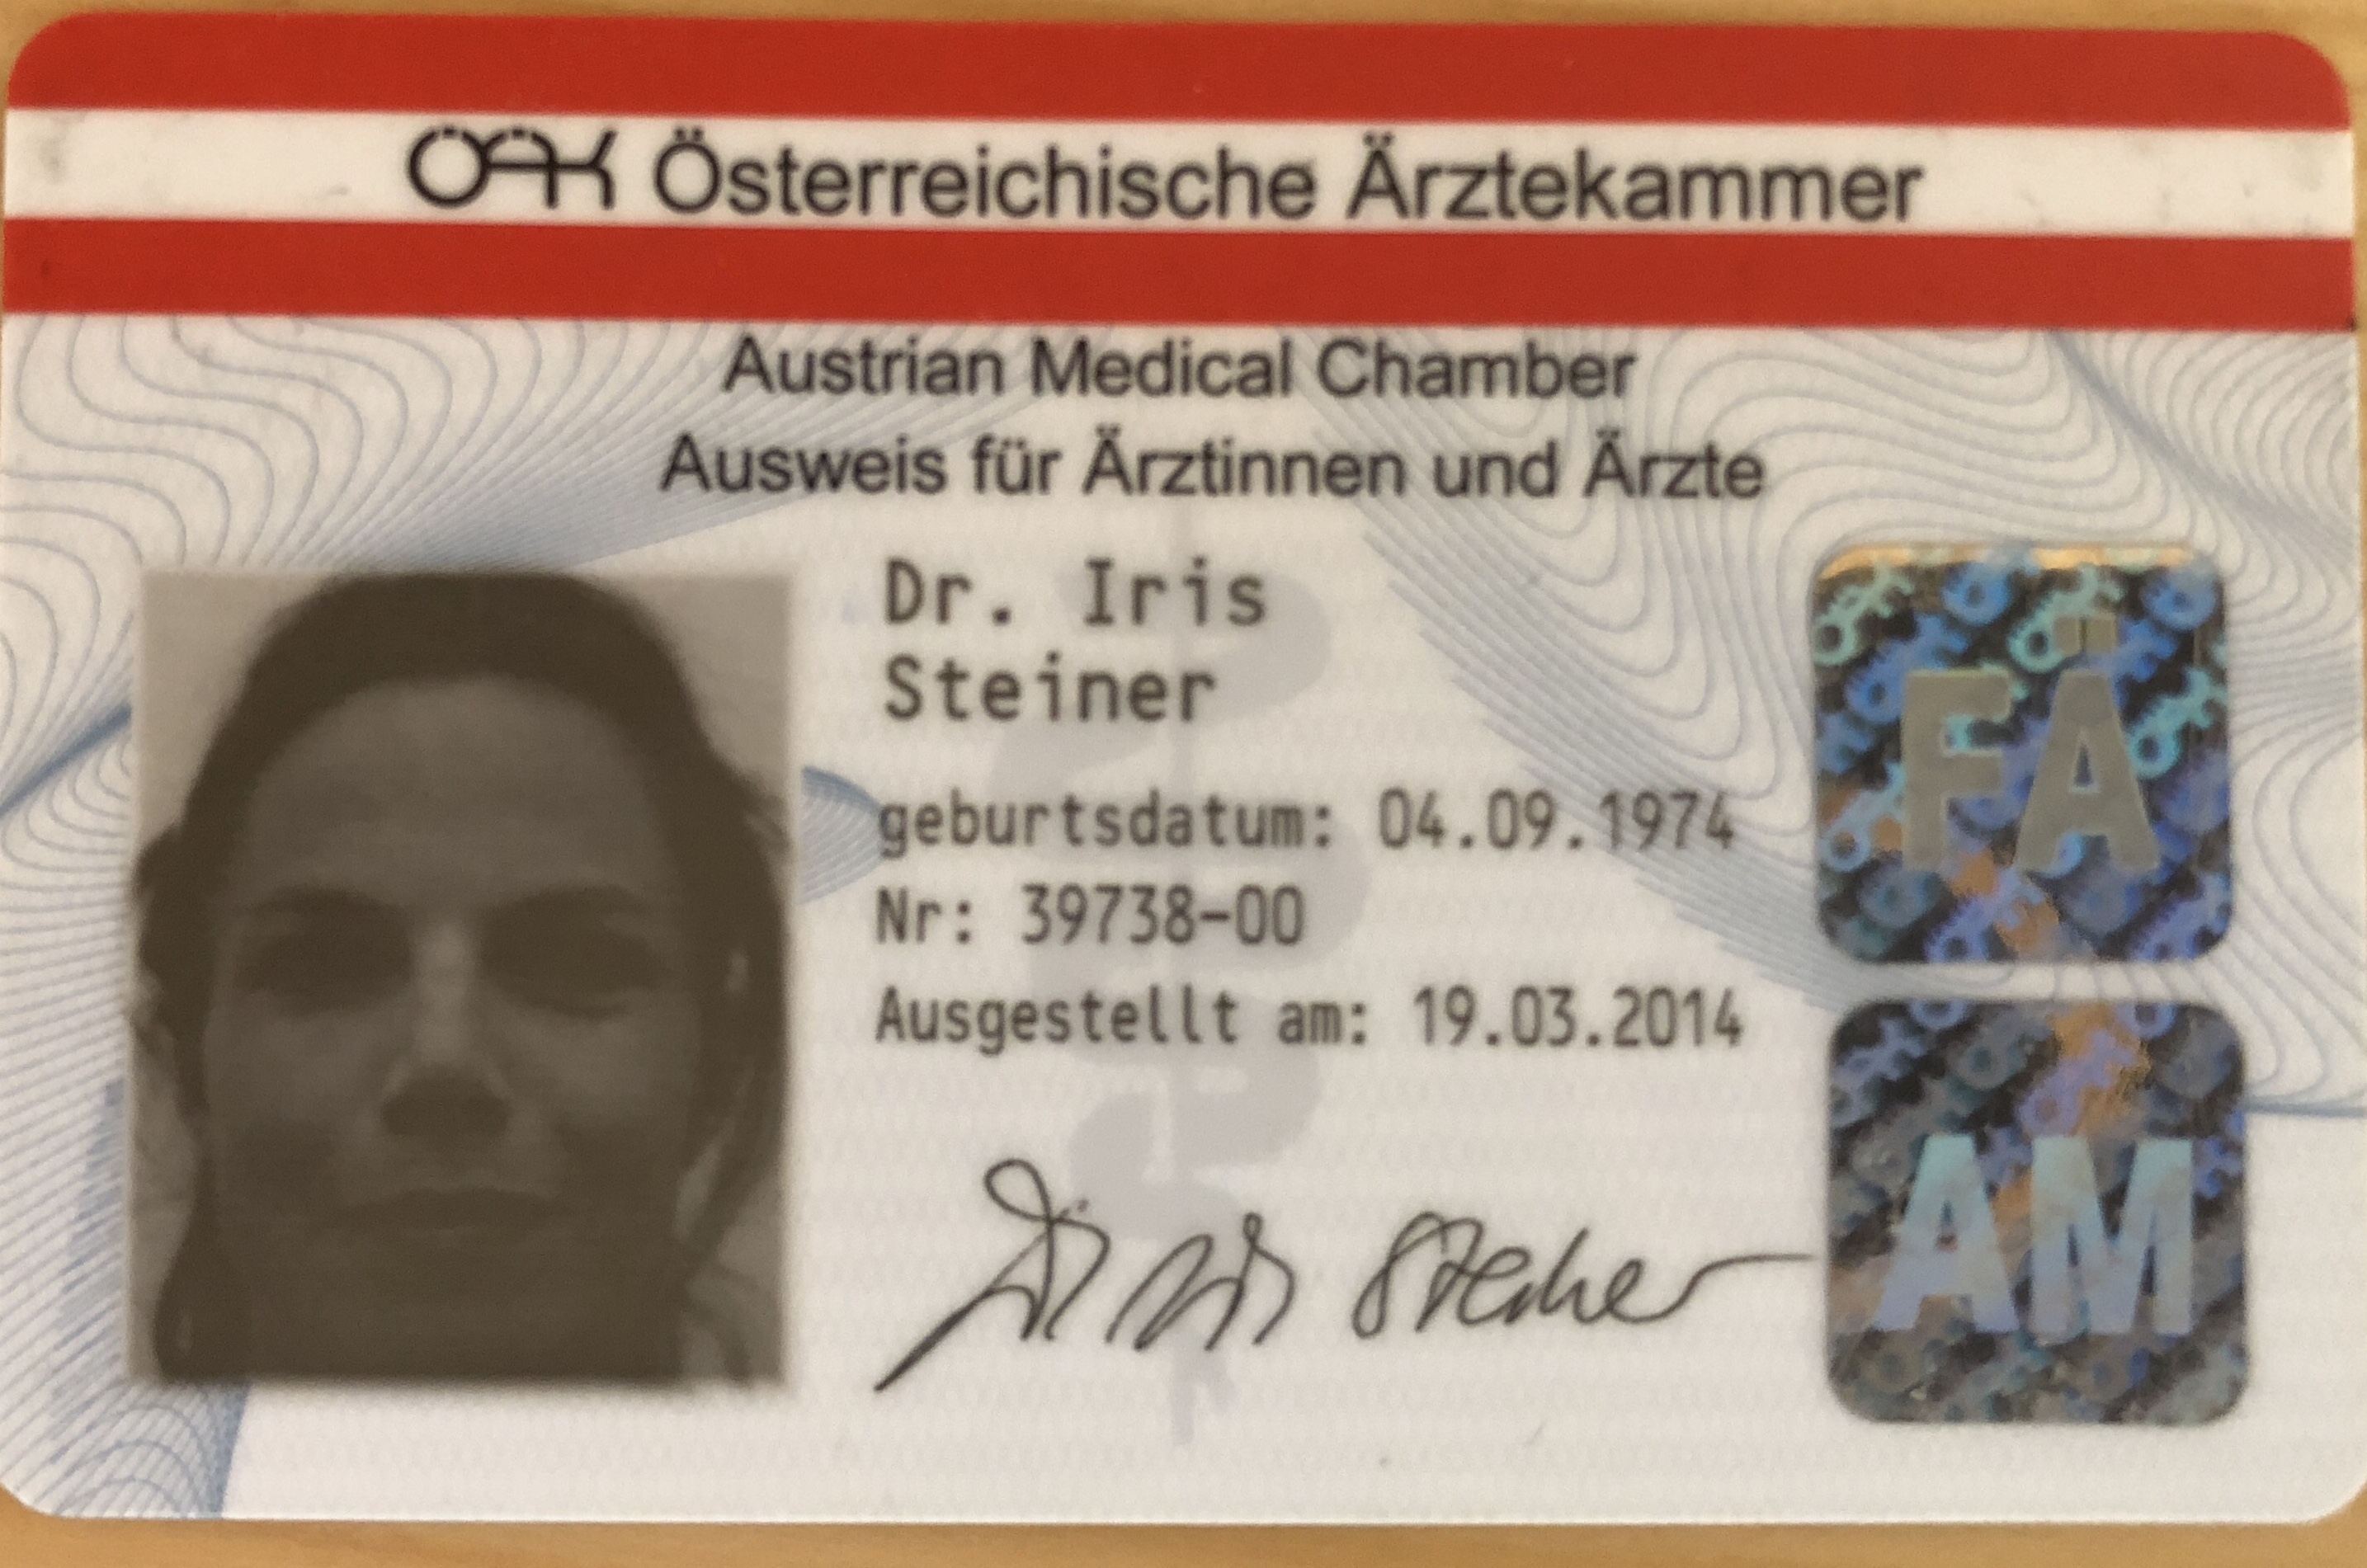 ÖÄK Österreichische Ärztekammer
Austrian Medical Chamber
Ausweis für Ärztinnen und Ärzte
Dr. Iris
Steiner
geburtsdatum: 04.09.1974
Nr: 39738-00
Ausgestellt am: 19.03.2014
FÄ
AM